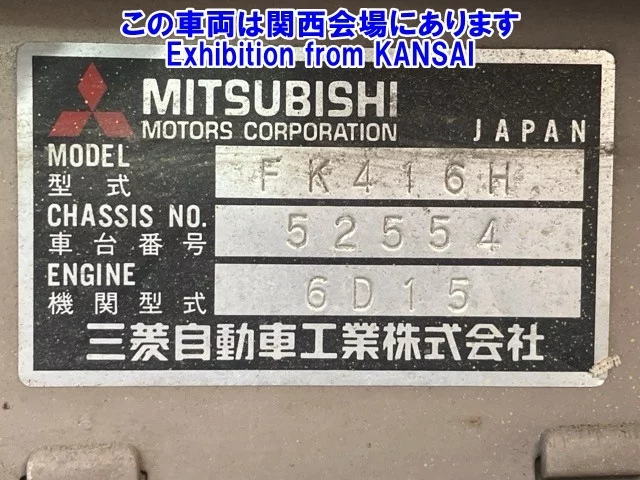 この車両は関西会場にあります
Exhibition from KANSAI
MITSUBISHI
MOTORS CORPORATION JAPAN
MODEL
型式 FK416H
CHASSIS NO.
車台番号 52554
ENGINE
機関型式 6D15
三菱自動車工業株式会社